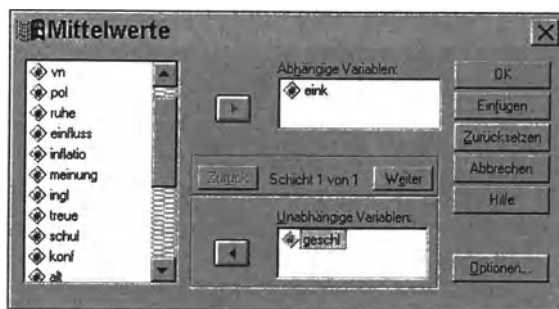 Mittelwerte
vn
pol
ruhe
einfluss
inflatio
meinung
ingl
treue
schul
konf
alt
Abhängige Variablen:
eink
Zurück Schicht 1 von 1 Weiter
Unabhängige Variablen:
geschl
OK
Einfügen
Zurücksetzen
Abbrechen
Hilfe
Optionen...